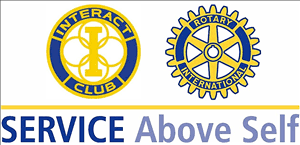 INTERACT
I
CLUB
ROTARY
INTERNATIONAL
SERVICE Above Self